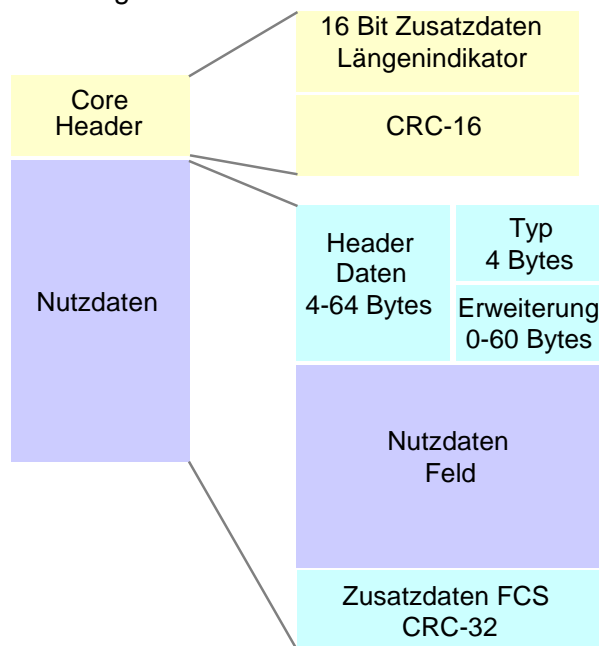 16 Bit Zusatzdaten
Längenindikator
Core
Header
CRC-16
Nutzdaten
Header
Daten
4-64 Bytes
Typ
4 Bytes
Erweiterung
0-60 Bytes
Nutzdaten
Feld
Zusatzdaten FCS
CRC-32